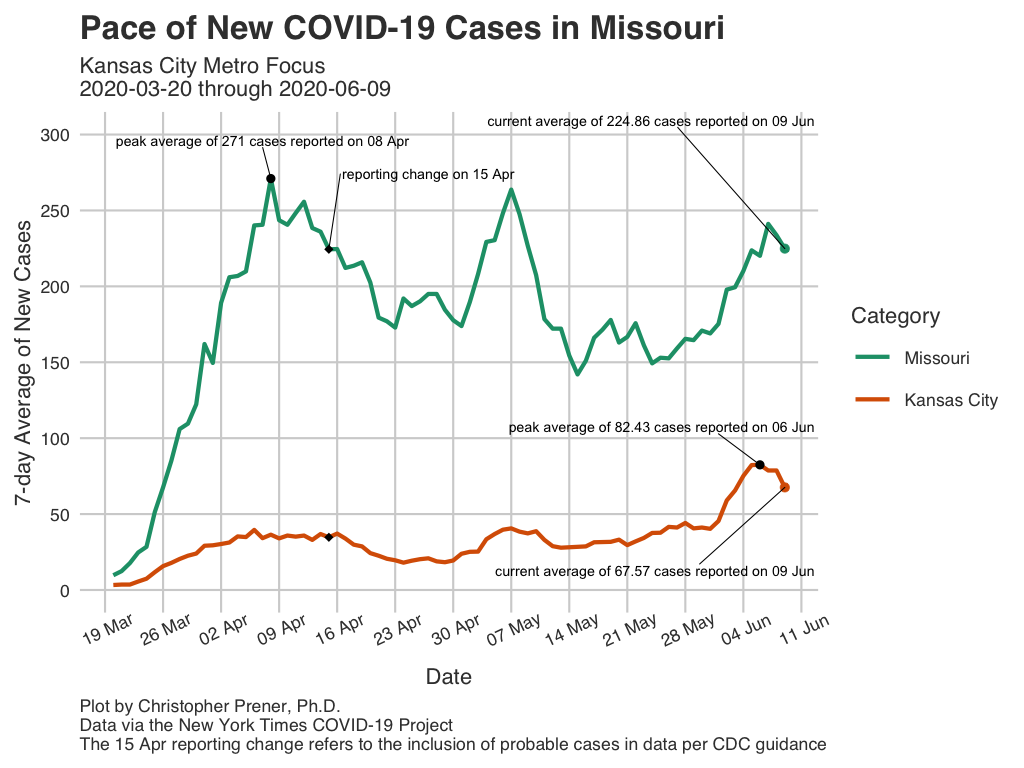 Pace of New COVID-19 Cases in Missouri
Kansas City Metro Focus
2020-03-20 through 2020-06-09
current average of 224.86 cases reported on 09 Jun
peak average of 271 cases reported on 08 Apr
reporting change on 15 Apr
peak average of 82.43 cases reported on 06 Jun
current average of 67.57 cases reported on 09 Jun
7-day Average of New Cases
300
250
200
150
100
50
0
19 Mar
26 Mar
02 Apr
09 Apr
16 Apr
23 Apr
30 Apr
07 May
14 May
21 May
28 May
04 Jun
11 Jun
Date
Category
Missouri
Kansas City
Plot by Christopher Prener, Ph.D.
Data via the New York Times COVID-19 Project
The 15 Apr reporting change refers to the inclusion of probable cases in data per CDC guidance